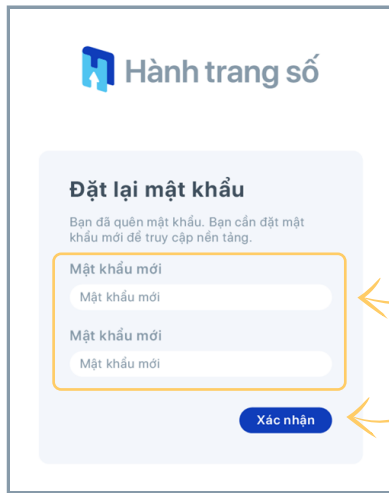 Hành trang số
Đặt lại mật khẩu
Bạn đã quên mật khẩu. Bạn cần đặt mật
khẩu mới để truy cập nền tảng.
Mật khẩu mới
Mật khẩu mới
Mật khẩu mới
Mật khẩu mới
Xác nhận